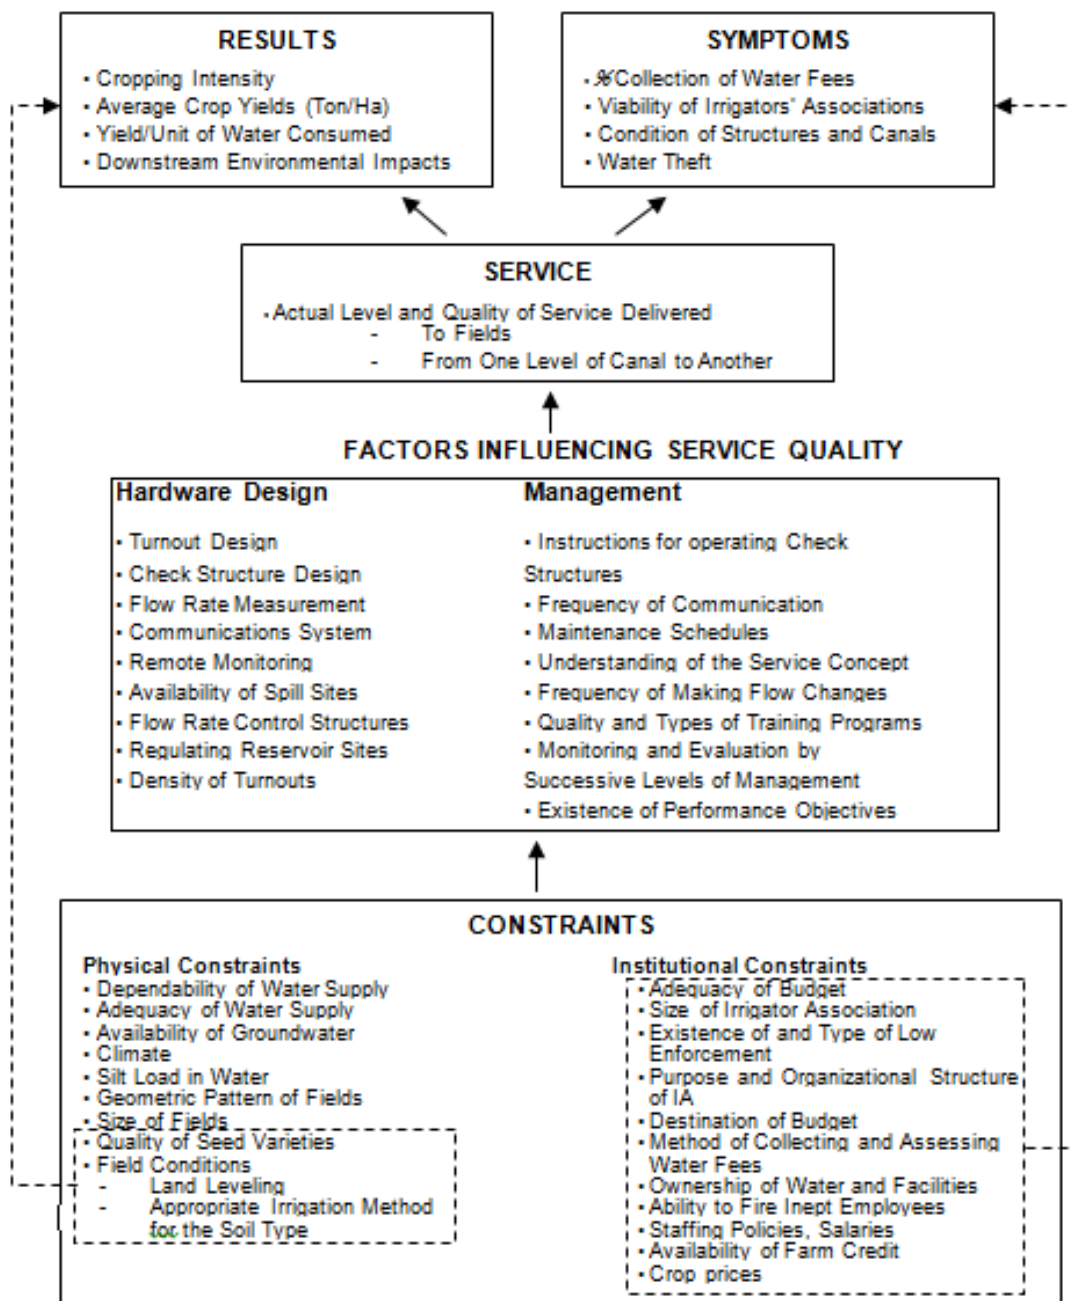 RESULTS
• Cropping Intensity
• Average Crop Yields (Ton/Ha)
• Yield/Unit of Water Consumed
• Downstream Environmental Impacts
SYMPTOMS
• % Collection of Water Fees
• Viability of Irrigators' Associations
• Condition of Structures and Canals
• Water Theft
SERVICE
• Actual Level and Quality of Service Delivered
- To Fields
- From One Level of Canal to Another
FACTORS INFLUENCING SERVICE QUALITY
Hardware Design
• Turnout Design
• Check Structure Design
• Flow Rate Measurement
• Communications System
• Remote Monitoring
• Availability of Spill Sites
• Flow Rate Control Structures
• Regulating Reservoir Sites
• Density of Turnouts
Management
• Instructions for operating Check
Structures
• Frequency of Communication
• Maintenance Schedules
• Understanding of the Service Concept
• Frequency of Making Flow Changes
• Quality and Types of Training Programs
• Monitoring and Evaluation by
Successive Levels of Management
• Existence of Performance Objectives
CONSTRAINTS
Physical Constraints
• Dependability of Water Supply
• Adequacy of Water Supply
• Availability of Groundwater
• Climate
• Silt Load in Water
• Geometric Pattern of Fields
• Size of Fields
• Quality of Seed Varieties
• Field Conditions
- Land Leveling
- Appropriate Irrigation Method
for the Soil Type
Institutional Constraints
• Adequacy of Budget
• Size of Irrigator Association
• Existence of and Type of Low
Enforcement
• Purpose and Organizational Structure
of IA
• Destination of Budget
• Method of Collecting and Assessing
Water Fees
• Ownership of Water and Facilities
• Ability to Fire Inept Employees
• Staffing Policies, Salaries
• Availability of Farm Credit
• Crop prices